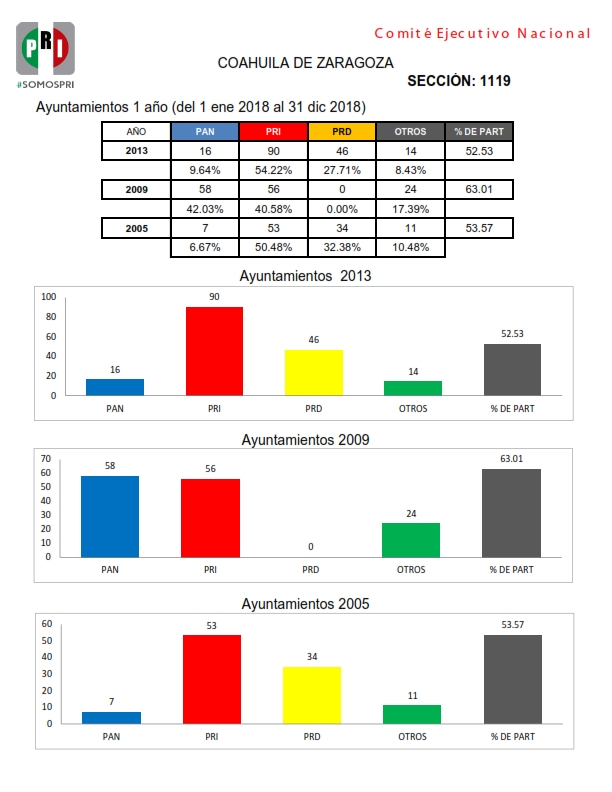 PRI
#SOMOSPRI
Comité Ejecutivo Nacional
COAHUILA DE ZARAGOZA
SECCIÓN: 1119
Ayuntamientos 1 año (del 1 ene 2018 al 31 dic 2018)
AÑO PAN PRI PRD OTROS % DE PART
2013 16 90 46 14 52.53
9.64% 54.22% 27.71% 8.43%
2009 58 56 0 24 63.01
42.03% 40.58% 0.00% 17.39%
2005 7 53 34 11 53.57
6.67% 50.48% 32.38% 10.48%
Ayuntamientos 2013
100
80
60
40
20
0
16
90
46
14
52.53
PAN PRI PRD OTROS % DE PART
Ayuntamientos 2009
70
60
50
40
30
20
10
0
58
56
0
24
63.01
PAN PRI PRD OTROS % DE PART
Ayuntamientos 2005
60
50
40
30
20
10
0
7
53
34
11
53.57
PAN PRI PRD OTROS % DE PART